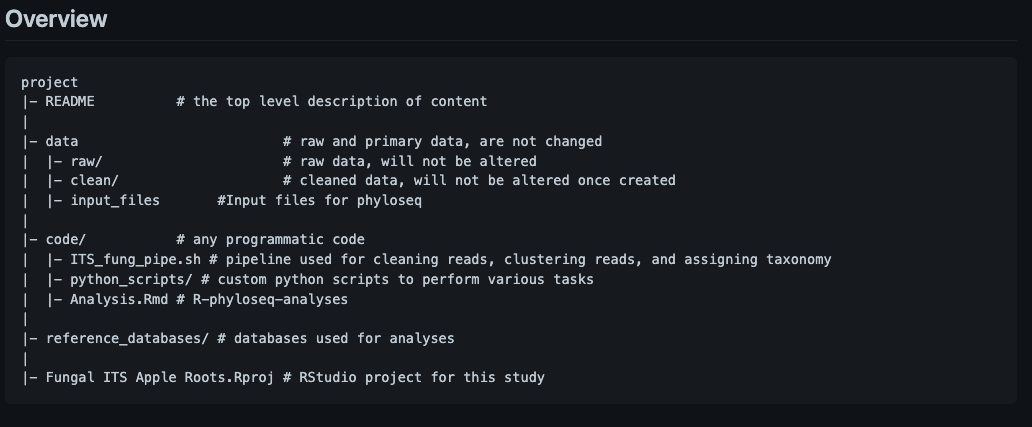 Overview
project
|- README          # the top level description of content
|
|- data                         # raw and primary data, are not changed
|  |- raw/                      # raw data, will not be altered
|  |- clean/                    # cleaned data, will not be altered once created
|  |- input_files       #Input files for phyloseq
|
|- code/          # any programmatic code
|  |- ITS_fung_pipe.sh # pipeline used for cleaning reads, clustering reads, and assigning taxonomy
|  |- python_scripts/ # custom python scripts to perform various tasks
|  |- Analysis.Rmd # R-phyloseq-analyses
|
|- reference_databases/ # databases used for analyses
|
|- Fungal ITS Apple Roots.Rproj # RStudio project for this study